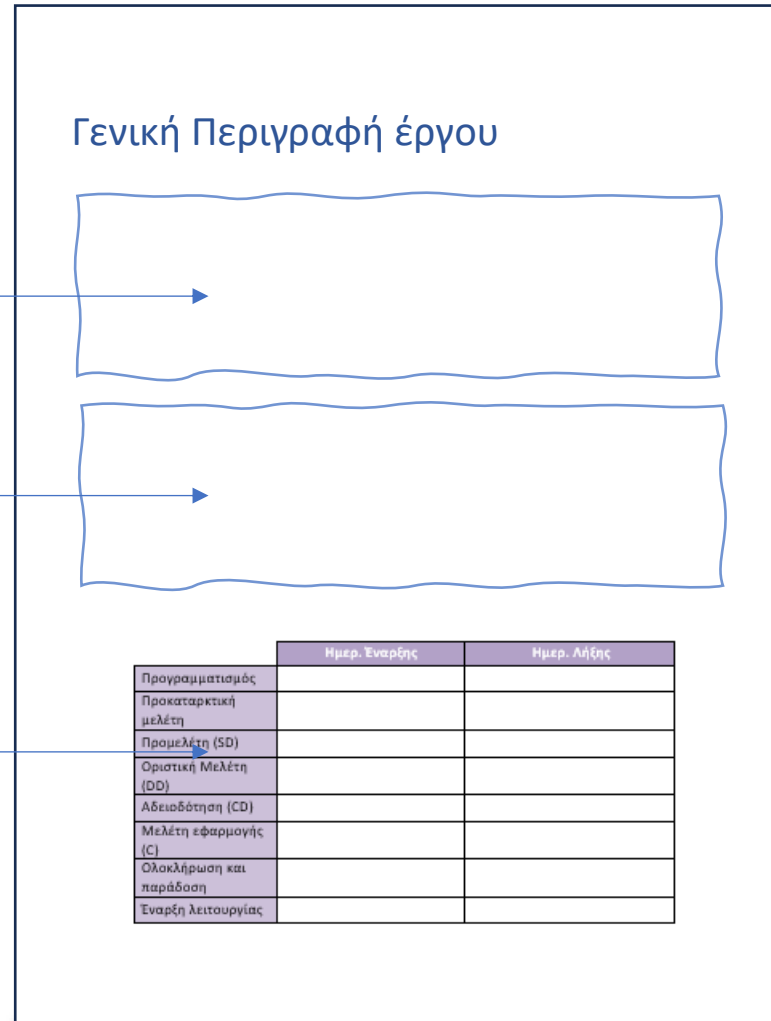 Γενική Περιγραφή έργου
Ημερ. Έναρξης Ημερ. Λήξης
Προγραμματισμός
Προκαταρκτική
μελέτη
Προμελέτη (SD)
Οριστική Μελέτη
(DD)
Αδειοδότηση (CD)
Μελέτη εφαρμογής
(C)
Ολοκλήρωση και
παράδοση
Έναρξη λειτουργίας